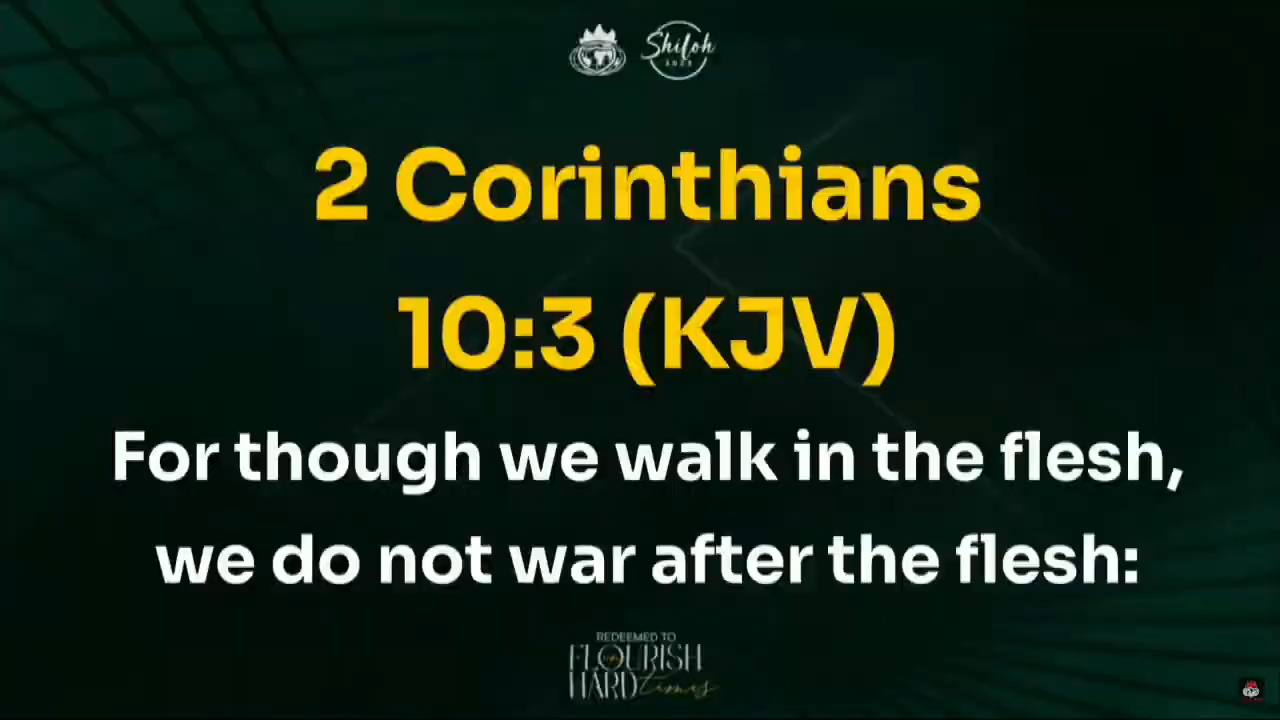 Shiloh
2 Corinthians
10:3 (KJV)
For though we walk in the flesh,
we do not war after the flesh:
REDEEMED TO
FLOURISH
HARD times